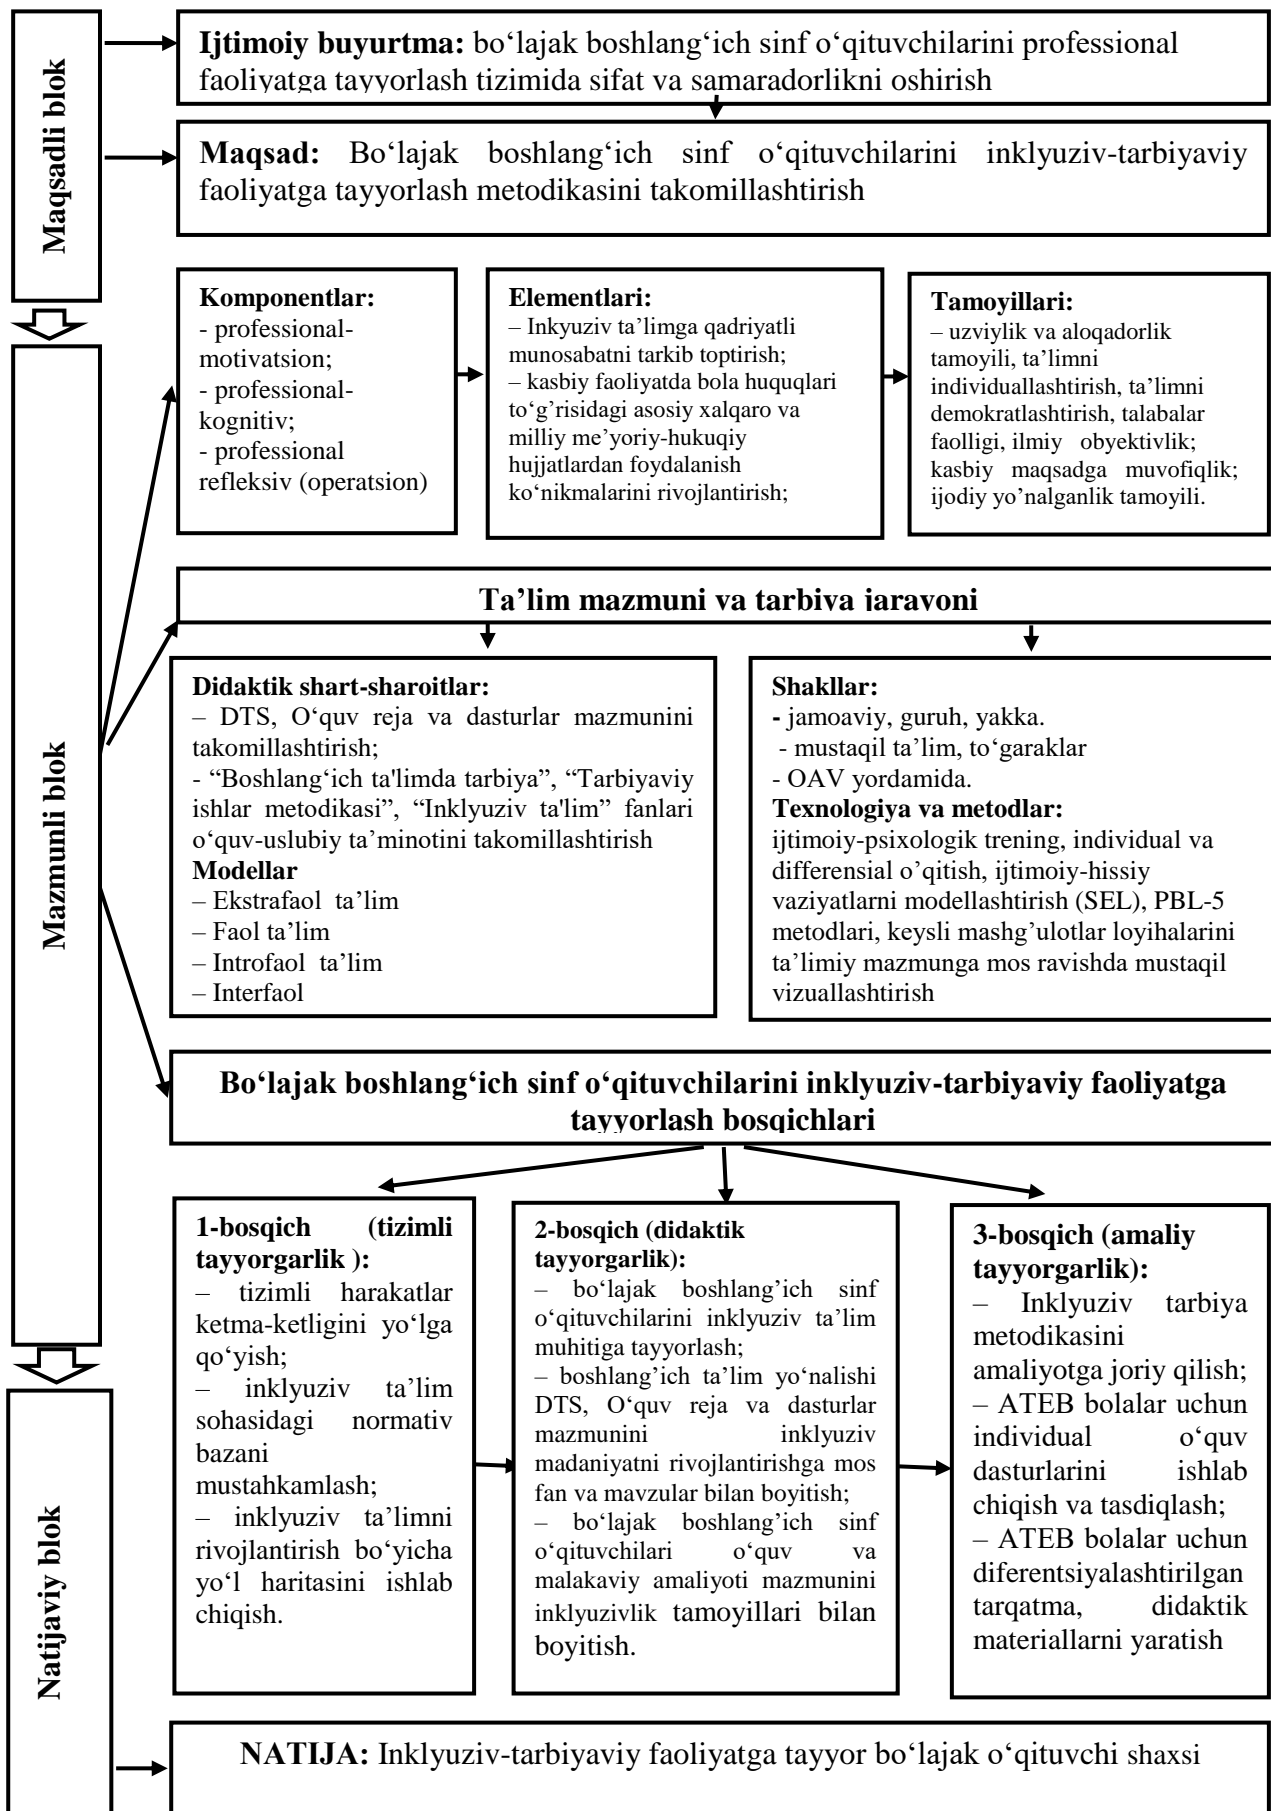 Maqsadli blok
Ijtimoiy buyurtma: bo‘lajak boshlang‘ich sinf o‘qituvchilarini professional
faoliyatga tayyorlash tizimida sifat va samaradorlikni oshirish
Maqsad: Bo‘lajak boshlang‘ich sinf o‘qituvchilarini inklyuziv-tarbiyaviy
faoliyatga tayyorlash metodikasini takomillashtirish
Mazmunli blok
Komponentlar:
- professional-
motivatsion;
- professional-
kognitiv;
- professional
refleksiv (operatsion)
Elementlari:
– Inkyuziv ta’limga qadriyatli
munosabatni tarkib toptirish;
– kasbiy faoliyatda bola huquqlari
to‘g’risidagi asosiy xalqaro va
milliy me’yoriy-hukuqiy
hujjatlardan foydalanish
ko‘nikmalarini rivojlantirish;
Tamoyillari:
– uzviylik va aloqadorlik
tamoyili, ta’limni
individuallashtirish, ta’limni
demokratlashtirish, talabalar
faolligi, ilmiy obyektivlik;
kasbiy maqsadga muvofiqlik;
ijodiy yo’nalganlik tamoyili.
Ta’lim mazmuni va tarbiya jarayoni
Didaktik shart-sharoitlar:
– DTS, O‘quv reja va dasturlar mazmunini
takomillashtirish;
- “Boshlang‘ich ta'limda tarbiya”, “Tarbiyaviy
ishlar metodikasi”, “Inklyuziv ta'lim” fanlari
o‘quv-uslubiy ta’minotini takomillashtirish
Modellar
– Ekstrafaol ta’lim
– Faol ta’lim
– Introfaol ta’lim
– Interfaol
Shakllar:
- jamoaviy, guruh, yakka.
- mustaqil ta’lim, to‘garaklar
- OAV yordamida.
Texnologiya va metodlar:
ijtimoiy-psixologik trening, individual va
differensial o’qitish, ijtimoiy-hissiy
vaziyatlarni modellashtirish (SEL), PBL-5
metodlari, keysli mashg’ulotlar loyihalarini
ta’limiy mazmunga mos ravishda mustaqil
vizuallashtirish
Bo‘lajak boshlang‘ich sinf o‘qituvchilarini inklyuziv-tarbiyaviy faoliyatga
tayyorlash bosqichlari
1-bosqich (tizimli
tayyorgarlik ):
– tizimli harakatlar
ketma-ketligini yo‘lga
qo‘yish;
– inklyuziv ta’lim
sohasidagi normativ
bazani
mustahkamlash;
– inklyuziv ta’limni
rivojlantirish bo‘yicha
yo‘l haritasini ishlab
chiqish.
2-bosqich (didaktik
tayyorgarlik):
– bo‘lajak boshlang’ich sinf
o‘qituvchilarini inklyuziv ta’lim
muhitiga tayyorlash;
– boshlang’ich ta’lim yo‘nalishi
DTS, O‘quv reja va dasturlar
mazmunini inklyuziv
madaniyatni rivojlantirishga mos
fan va mavzular bilan boyitish;
– bo‘lajak boshlang’ich sinf
o‘qituvchilari o‘quv va
malakaviy amaliyoti mazmunini
inklyuzivlik tamoyillari bilan
boyitish.
3-bosqich (amaliy
tayyorgarlik):
– Inklyuziv tarbiya
metodikasini
amaliyotga joriy qilish;
– ATEB bolalar uchun
individual o‘quv
dasturlarini ishlab
chiqish va tasdiqlash;
– ATEB bolalar uchun
diferentsiyalashtirilgan
tarqatma, didaktik
materiallarni yaratish
Natijaviy blok
NATIJA: Inklyuziv-tarbiyaviy faoliyatga tayyor bo‘lajak o‘qituvchi shaxsi